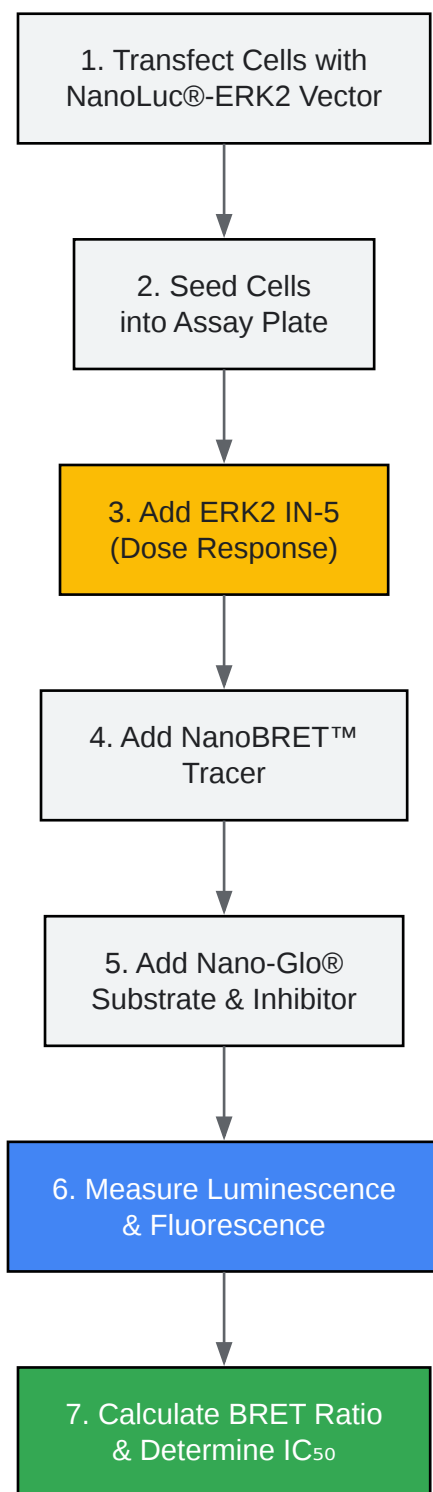 1. Transfect Cells with
NanoLuc®-ERK2 Vector
2. Seed Cells
into Assay Plate
3. Add ERK2 IN-5
(Dose Response)
4. Add NanoBRET™
Tracer
5. Add Nano-Glo®
Substrate & Inhibitor
6. Measure Luminescence
& Fluorescence
7. Calculate BRET Ratio
& Determine IC₅₀